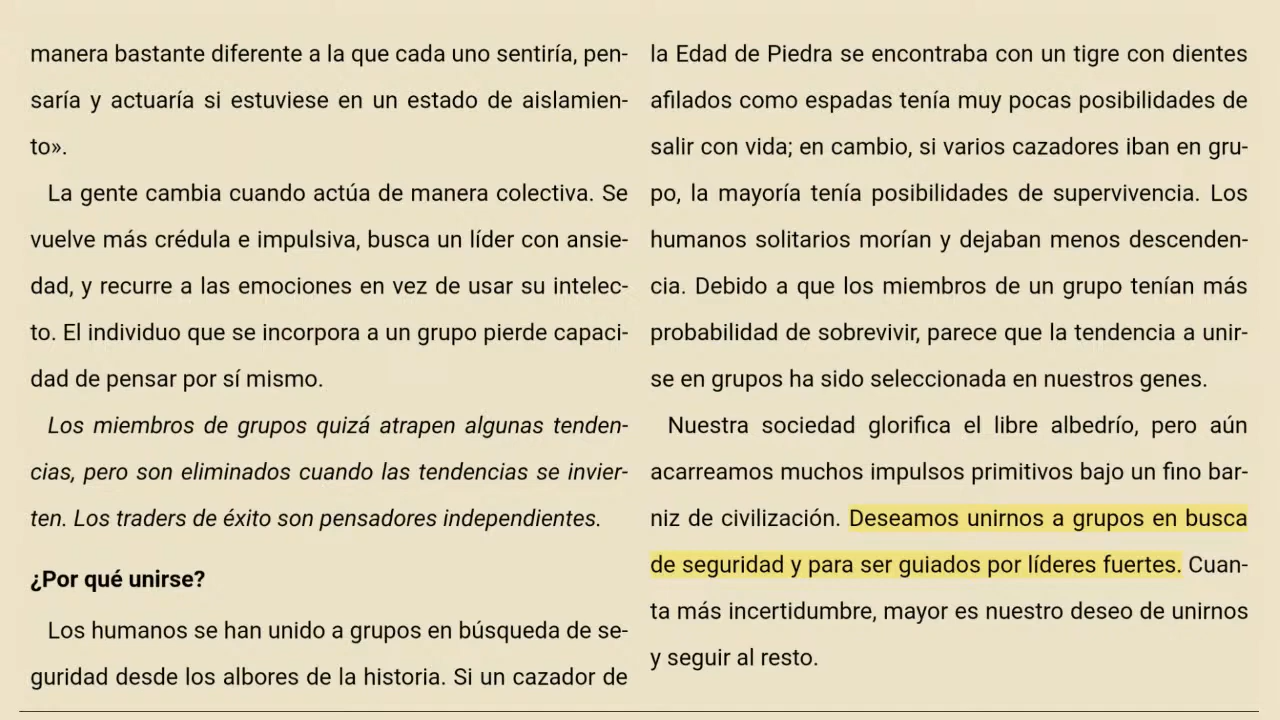 manera bastante diferente a la que cada uno sentiría, pen-
saría y actuaría si estuviese en un estado de aislamien-
to».
La gente cambia cuando actúa de manera colectiva. Se
vuelve más crédula e impulsiva, busca un líder con ansie-
dad, y recurre a las emociones en vez de usar su intelec-
to. El individuo que se incorpora a un grupo pierde capaci-
dad de pensar por sí mismo.
Los miembros de grupos quizá atrapen algunas tenden-
cias, pero son eliminados cuando las tendencias se invier-
ten. Los traders de éxito son pensadores independientes.
¿Por qué unirse?
Los humanos se han unido a grupos en búsqueda de se-
guridad desde los albores de la historia. Si un cazador de
la Edad de Piedra se encontraba con un tigre con dientes
afilados como espadas tenía muy pocas posibilidades de
salir con vida; en cambio, si varios cazadores iban en gru-
po, la mayoría tenía posibilidades de supervivencia. Los
humanos solitarios morían y dejaban menos descenden-
cia. Debido a que los miembros de un grupo tenían más
probabilidad de sobrevivir, parece que la tendencia a unir-
se en grupos ha sido seleccionada en nuestros genes.
Nuestra sociedad glorifica el libre albedrío, pero aún
acarreamos muchos impulsos primitivos bajo un fino bar-
niz de civilización. Deseamos unirnos a grupos en busca
de seguridad y para ser guiados por líderes fuertes. Cuan-
ta más incertidumbre, mayor es nuestro deseo de unirnos
y seguir al resto.